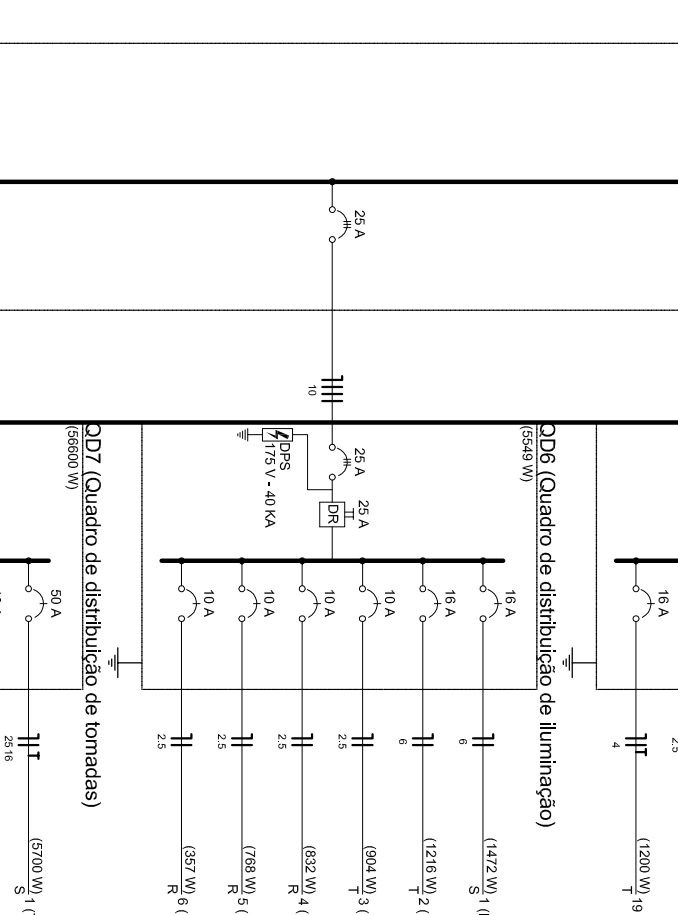 25 A
10
QD6 (Quadro de distribuição de iluminação)
(5549 W)
25 A
25 A
DR
DPS
175 V - 40 KA
QD7 (Quadro de distribuição de tomadas)
(56600 W)
16 A
16 A
16 A
10 A
10 A
10 A
10 A
50 A
2.5
4
6
6
2.5
2.5
2.5
2.5
25 16
(1200 W)
T 19
(1472 W)
S 1 (
(1216 W)
T 2 (
(904 W)
T 3 (
(832 W)
R 4 (
(768 W)
R 5 (
(357 W)
R 6 (
(5700 W)
S 1 (